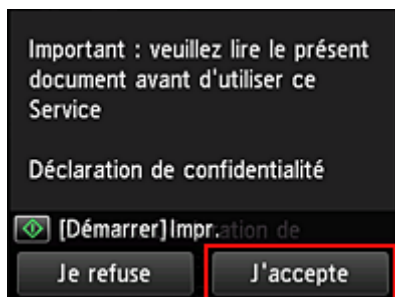 Important : veuillez lire le présent
document avant d'utiliser ce
Service
Déclaration de confidentialité
[Démarrer]Impr.ation de
Je refuse
J'accepte